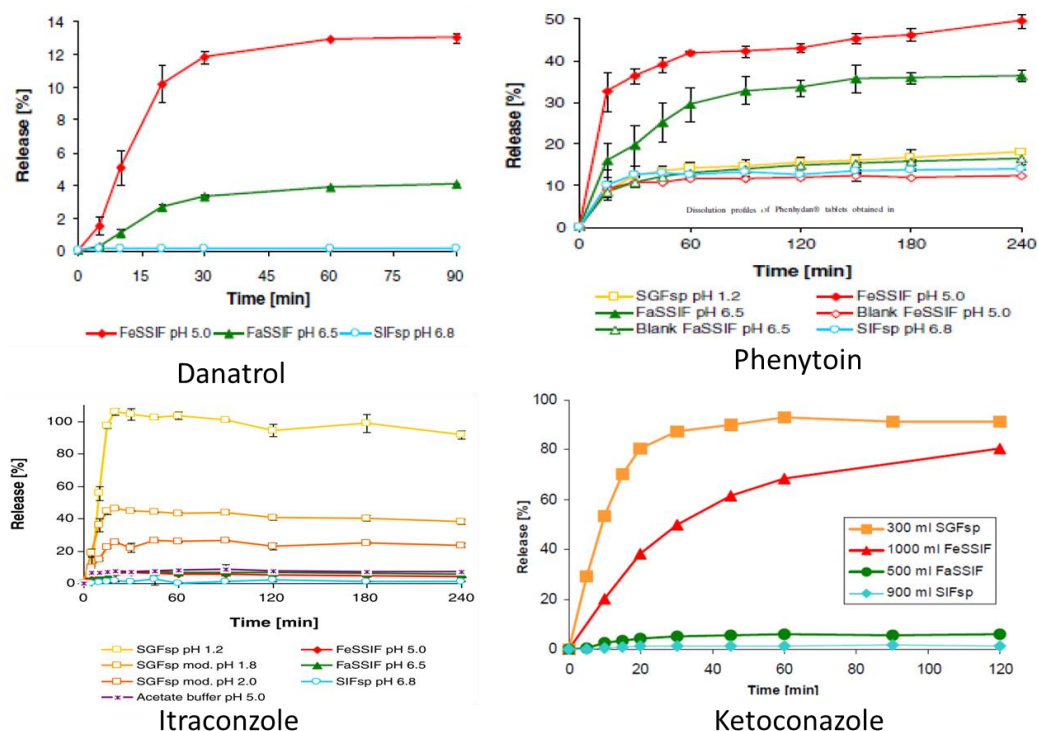 14
12
10
8
6
4
2
0
Release [%]
0 15 30 45 60 75 90
Time [min]
FeSSIF pH 5.0 FaSSIF pH 6.5 SIFsp pH 6.8
Danatrol
50
40
30
20
10
0
Release [%]
Dissolution profiles of Phenhydan® tablets obtained in
0 60 120 180 240
Time [min]
SGFsp pH 1.2 FeSSIF pH 5.0
FaSSIF pH 6.5 Blank FeSSIF pH 5.0
Blank FaSSIF pH 6.5 SIFsp pH 6.8
Phenytoin
100
80
60
40
20
0
Release [%]
0 60 120 180 240
Time [min]
SGFsp pH 1.2 FeSSIF pH 5.0
SGFsp mod. pH 1.8 FaSSIF pH 6.5
SGFsp mod. pH 2.0 SIFsp pH 6.8
Acetate buffer pH 5.0
Itraconzole
100
80
60
40
20
0
Release [%]
300 ml SGFsp
1000 ml FeSSIF
500 ml FaSSIF
900 ml SIFsp
0 20 40 60 80 100 120
Time [min]
Ketoconazole